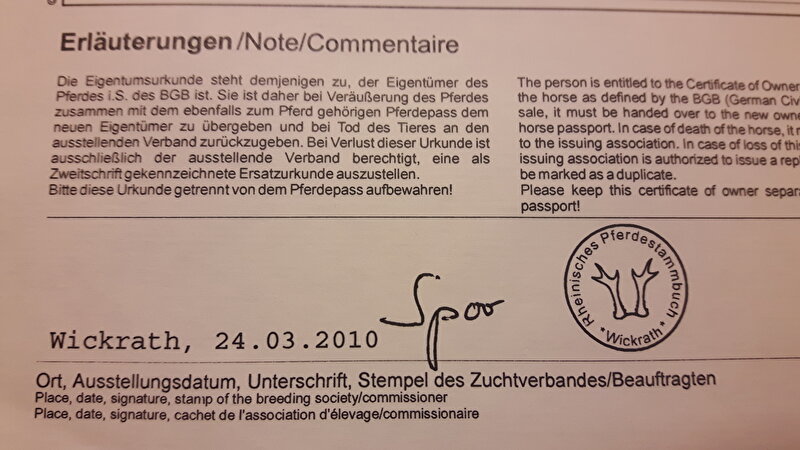 Erläuterungen/Note/Commentaire
Die Eigentumsurkunde steht demjenigen zu, der Eigentümer des
Pferdes i.S. des BGB ist. Sie ist daher bei Veräußerung des Pferdes
zusammen mit dem ebenfalls zum Pferd gehörigen Pferdepass dem
neuen Eigentümer zu übergeben und bei Tod des Tieres an den
ausstellenden Verband zurückzugeben. Bei Verlust dieser Urkunde ist
ausschließlich der ausstellende Verband berechtigt, eine als
Zweitschrift gekennzeichnete Ersatzurkunde auszustellen.
Bitte diese Urkunde getrennt von dem Pferdepass aufbewahren!
The person is entitled to the Certificate of Owner
the horse as defined by the BGB (German Civ
sale, it must be handed over to the new owne
horse passport. In case of death of the horse, it
to the issuing association. In case of loss of this
issuing association is authorized to issue a repl
be marked as a duplicate.
Please keep this certificate of owner separa
passport!
Wickrath, 24.03.2010
Spoo
Rheinisches Pferdestammbuch
*Wickrath*
Ort, Ausstellungsdatum, Unterschrift, Stempel des Zuchtverbandes/Beauftragten
Place, date, signature, stamp of the breeding society/commissioner
Place, date, signature, cachet de l'association d'élevage/commissionaire